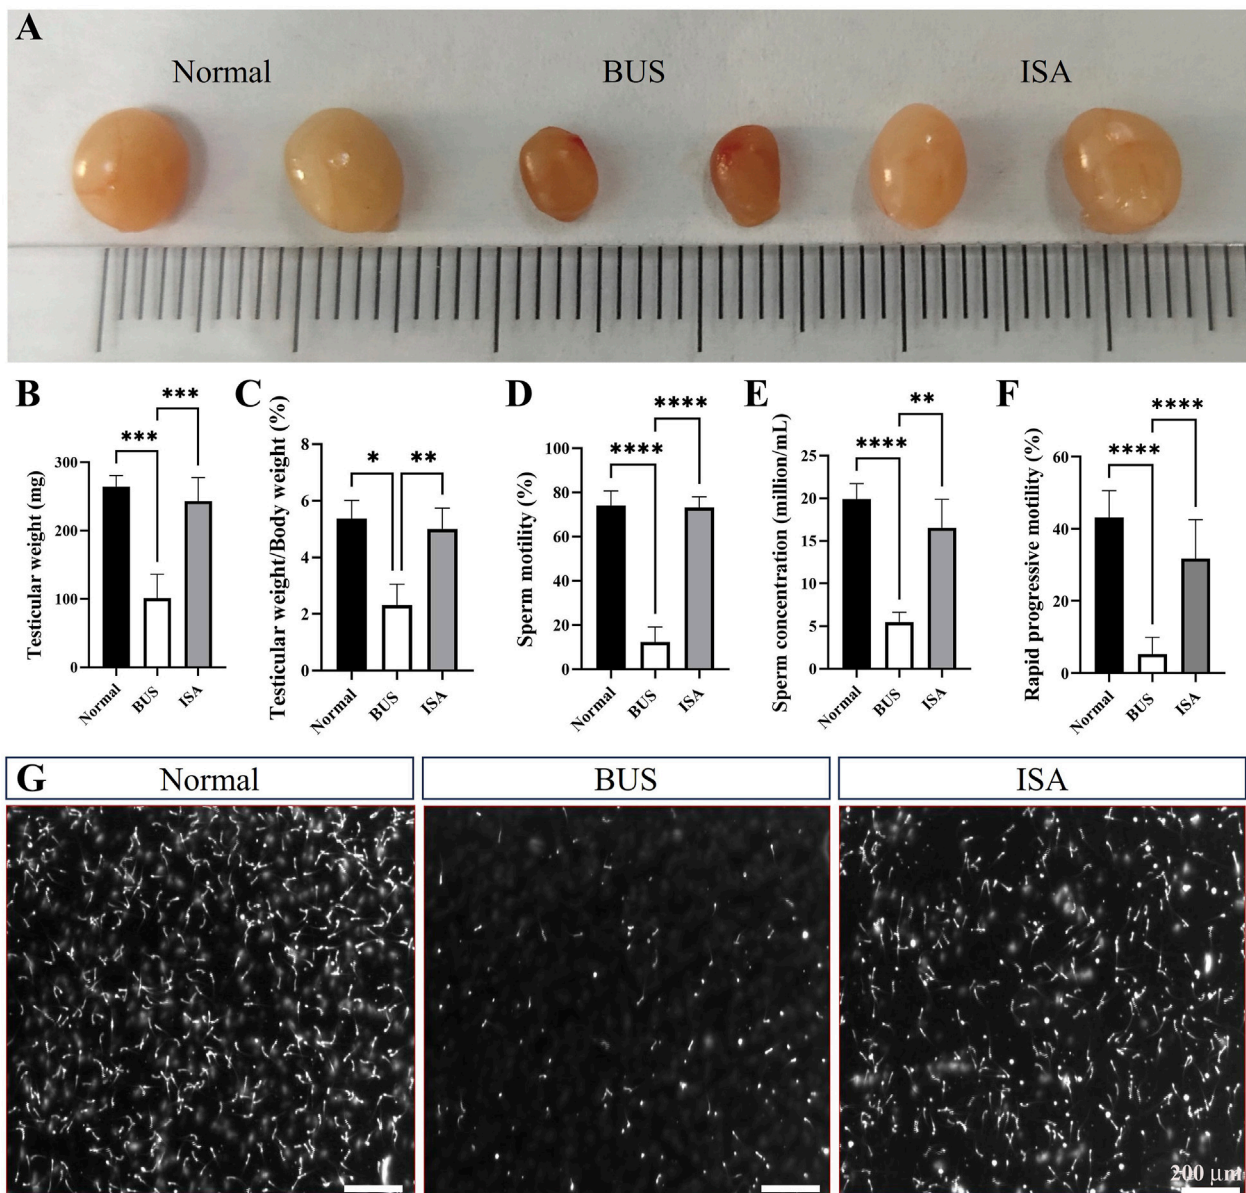 A
Normal
BUS
ISA
B
***
***
Testicular weight (mg)
300
200
100
0
Normal
BUS
ISA
C
*
**
Testicular weight/Body weight (%)
8
6
4
2
0
Normal
BUS
ISA
D
****
****
Sperm motility (%)
100
80
60
40
20
0
Normal
BUS
ISA
E
**
****
Sperm concentration (million/mL)
25
20
15
10
5
0
Normal
BUS
ISA
F
****
****
Rapid progressive motility (%)
60
40
20
0
Normal
BUS
ISA
G
Normal
BUS
ISA
200 μm